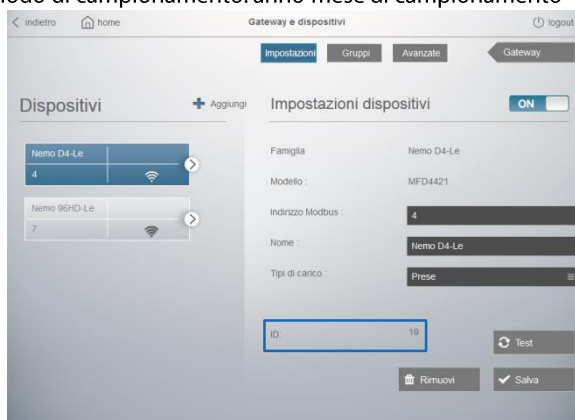 odo di campionamento: anno mese di campionamento
indietro home Gateway e dispositivi logout
Impostazioni Gruppi Avanzate Gateway
Dispositivi Aggiungi Impostazioni dispositivi ON
Nemo D4-Le
4
Nemo 96HD-Le
7
Famiglia Nemo D4-Le
Modello : MFD4421
Indirizzo Modbus : 4
Nome : Nemo D4-Le
Tipi di carico : Prese
ID: 19
Test
Rimuovi Salva